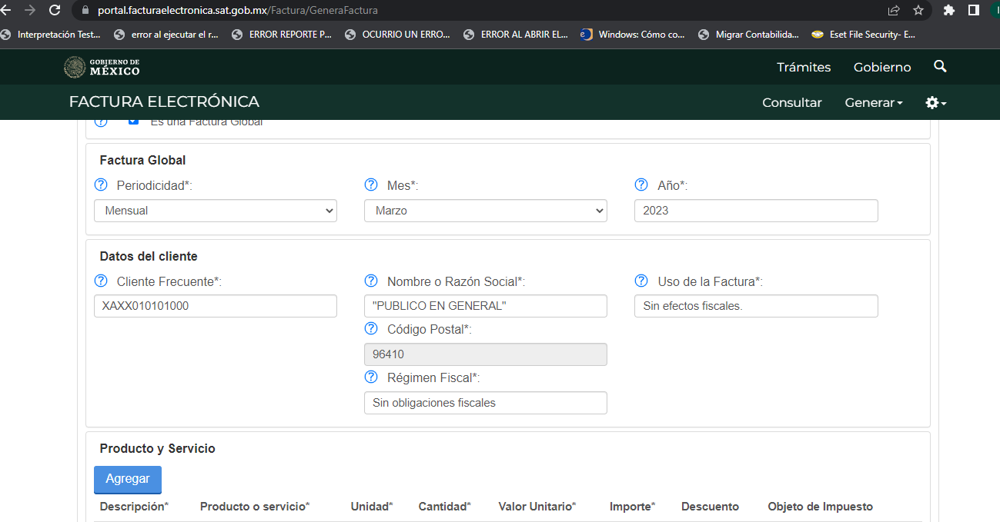 portal.facturaelectronica.sat.gob.mx/Factura/GeneraFactura
Interpretación Test... error al ejecutar el r... ERROR REPORTE P... OCURRIO UN ERRO... ERROR AL ABRIR EL... Windows: Cómo co... Migrar Contabilida... Eset File Security- E...
GOBIERNO DE
MÉXICO
Trámites Gobierno
FACTURA ELECTRÓNICA Consultar Generar
Es una Factura Global
Factura Global
Periodicidad*: Mes*: Año*:
Mensual Marzo 2023
Datos del cliente
Cliente Frecuente*: Nombre o Razón Social*: Uso de la Factura*:
XAXX010101000 "PUBLICO EN GENERAL" Sin efectos fiscales.
Código Postal*:
96410
Régimen Fiscal*:
Sin obligaciones fiscales
Producto y Servicio
Agregar
Descripción* Producto o servicio* Unidad* Cantidad* Valor Unitario* Importe* Descuento Objeto de Impuesto